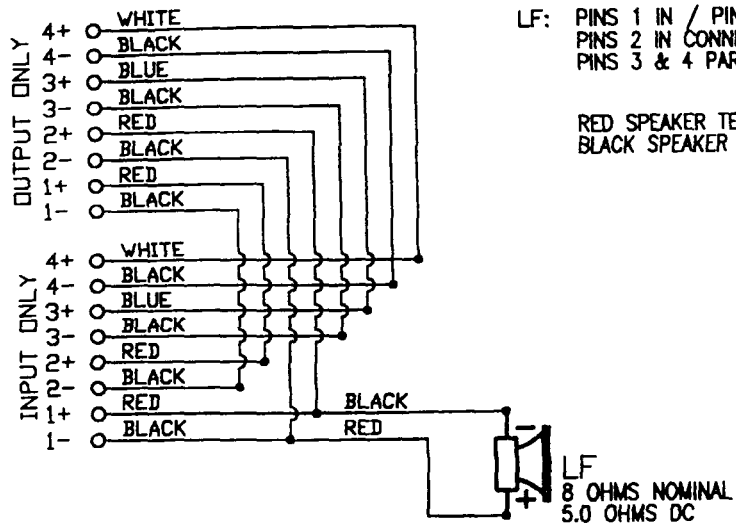 OUTPUT ONLY
4+ WHITE
4- BLACK
3+ BLUE
3- BLACK
2+ RED
2- BLACK
1+ RED
1- BLACK
INPUT ONLY
4+ WHITE
4- BLACK
3+ BLUE
3- BLACK
2+ RED
2- BLACK
1+ RED BLACK
1- BLACK RED
LF: PINS 1 IN / PIN
PINS 2 IN CONN
PINS 3 & 4 PAR
RED SPEAKER TE
BLACK SPEAKER
-
LF
+ 8 OHMS NOMINAL
5.0 OHMS DC